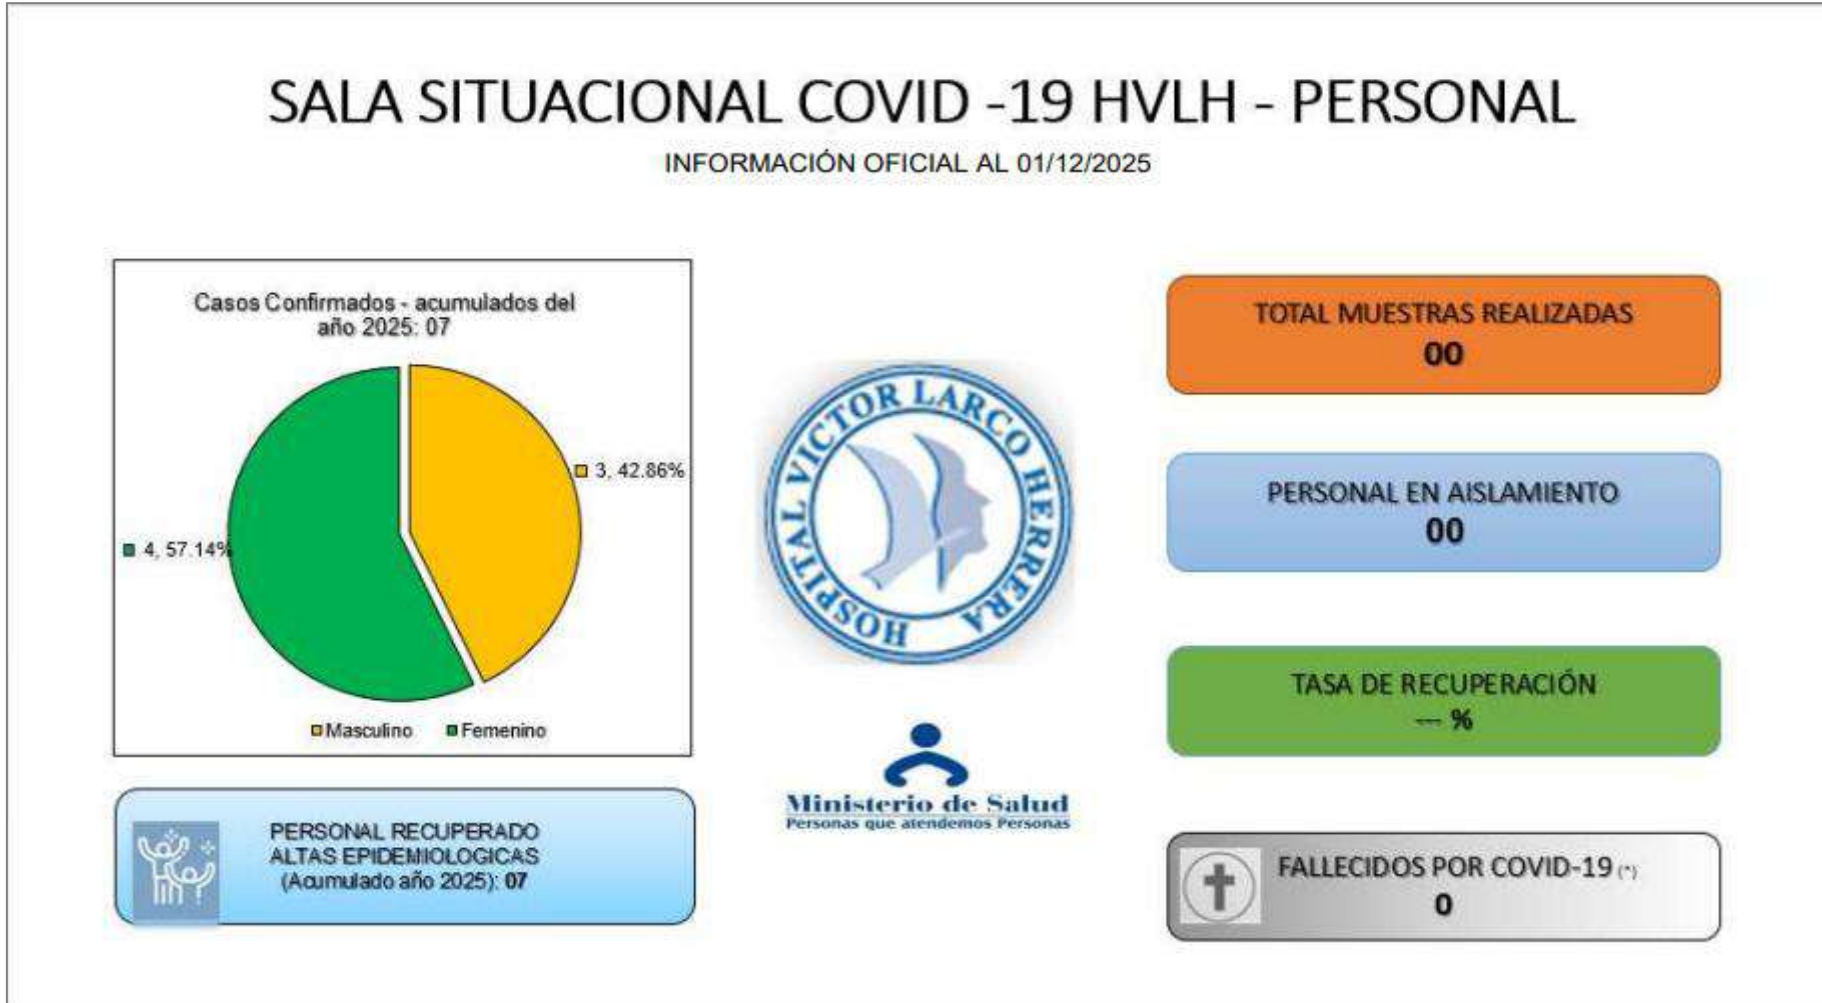 SALA SITUACIONAL COVID -19 HVLH - PERSONAL
INFORMACIÓN OFICIAL AL 01/12/2025
Casos Confirmados - acumulados del
año 2025: 07
3, 42.86%
4, 57.14%
Masculino Femenino
PERSONAL RECUPERADO
ALTAS EPIDEMIOLOGICAS
(Acumulado año 2025): 07
HOSPITAL VICTOR LARCO HERRERA
Ministerio de Salud
Personas que atendemos Personas
TOTAL MUESTRAS REALIZADAS
00
PERSONAL EN AISLAMIENTO
00
TASA DE RECUPERACIÓN
--- %
FALLECIDOS POR COVID-19 (*)
0